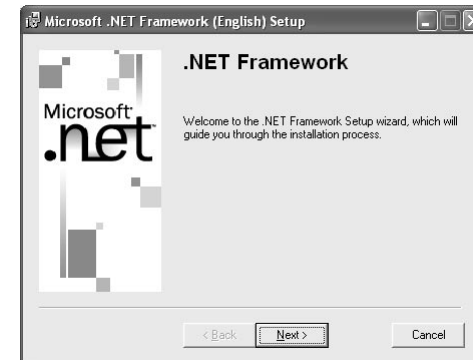 Microsoft .NET Framework (English) Setup
.NET Framework
Microsoft
.net
Welcome to the .NET Framework Setup wizard, which will
guide you through the installation process.
< Back
Next >
Cancel